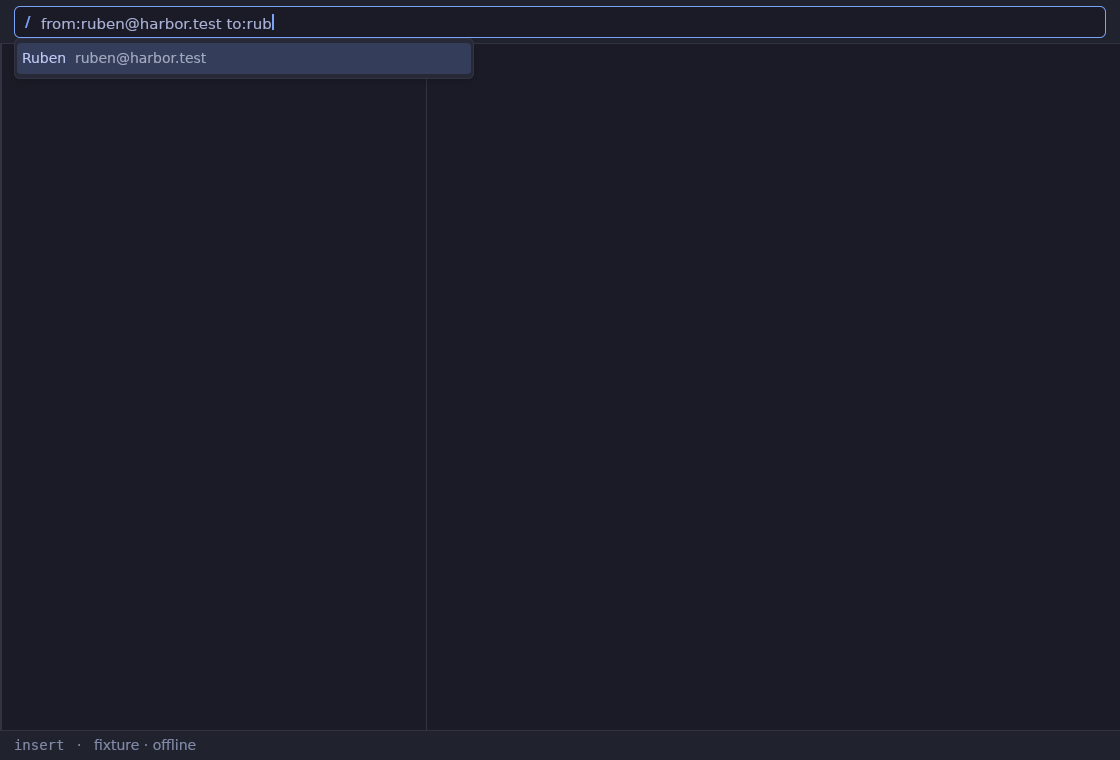 / from:ruben@harbor.test to:rub
Ruben ruben@harbor.test
insert · fixture · offline